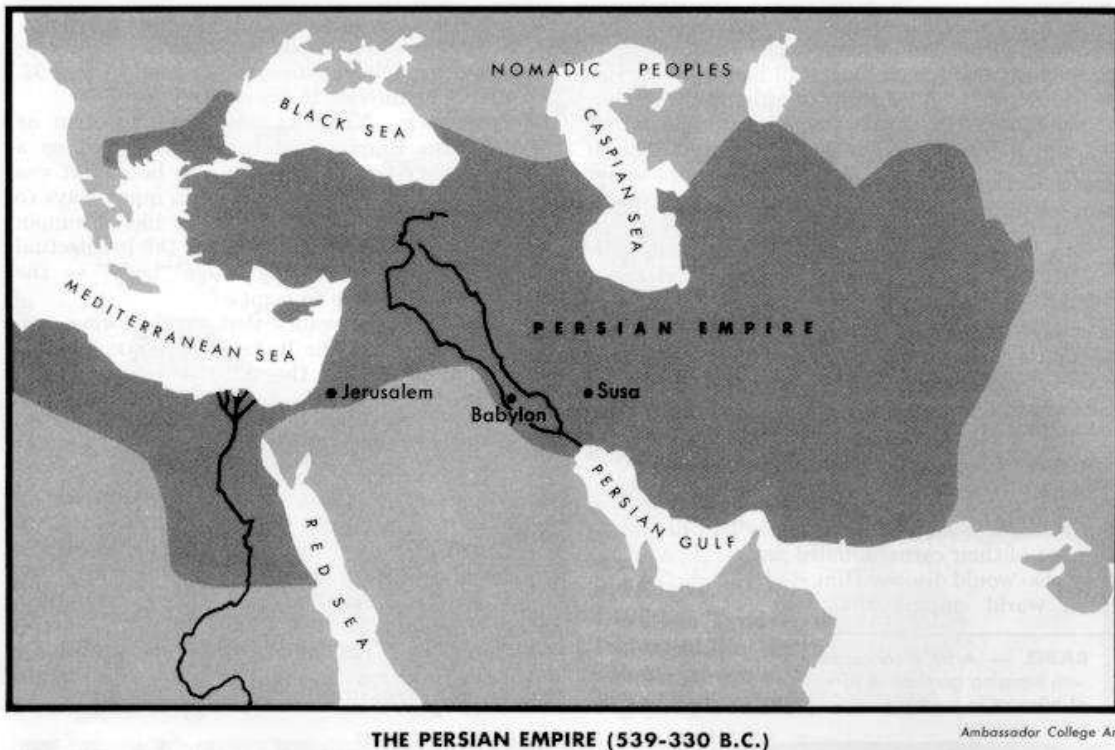 NOMADIC PEOPLES
BLACK SEA
CASPIAN SEA
MEDITERRANEAN SEA
PERSIAN EMPIRE
Jerusalem
Babylon
Susa
PERSIAN GULF
RED SEA
THE PERSIAN EMPIRE (539-330 B.C.)
Ambassador College